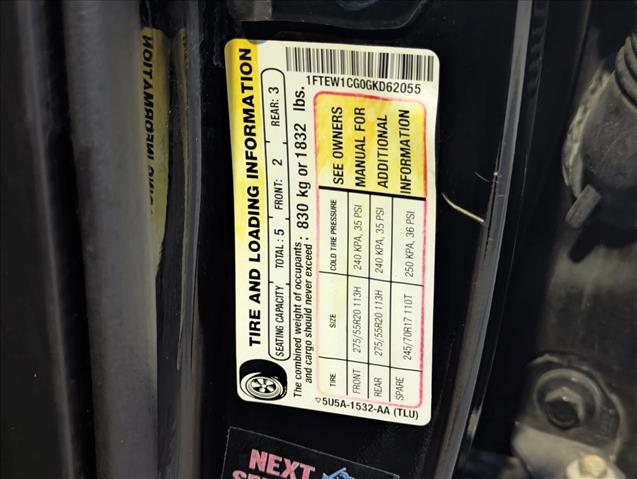 TIRE AND LOADING INFORMATION
SEATING CAPACITY TOTAL: 5 FRONT: 2 REAR: 3
The combined weight of occupants : 830 kg or 1832 lbs.
and cargo should never exceed
TIRE SIZE COLD TIRE PRESSURE SEE OWNERS
FRONT 275/55R20 113H 240 KPA, 35 PSI MANUAL FOR
REAR 275/55R20 113H 240 KPA, 35 PSI ADDITIONAL
SPARE 245/70R17 110T 250 KPA, 36 PSI INFORMATION
1FTEW1CG0GKD62055
▽5U5A-1532-AA (TLU)
NEXT